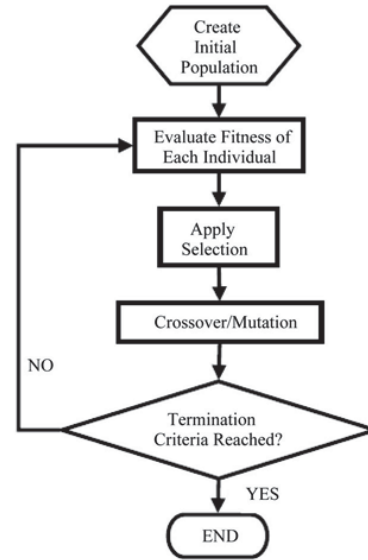 Create
Initial
Population
Evaluate Fitness of
Each Individual
Apply
Selection
Crossover/Mutation
NO
Termination
Criteria Reached?
YES
END